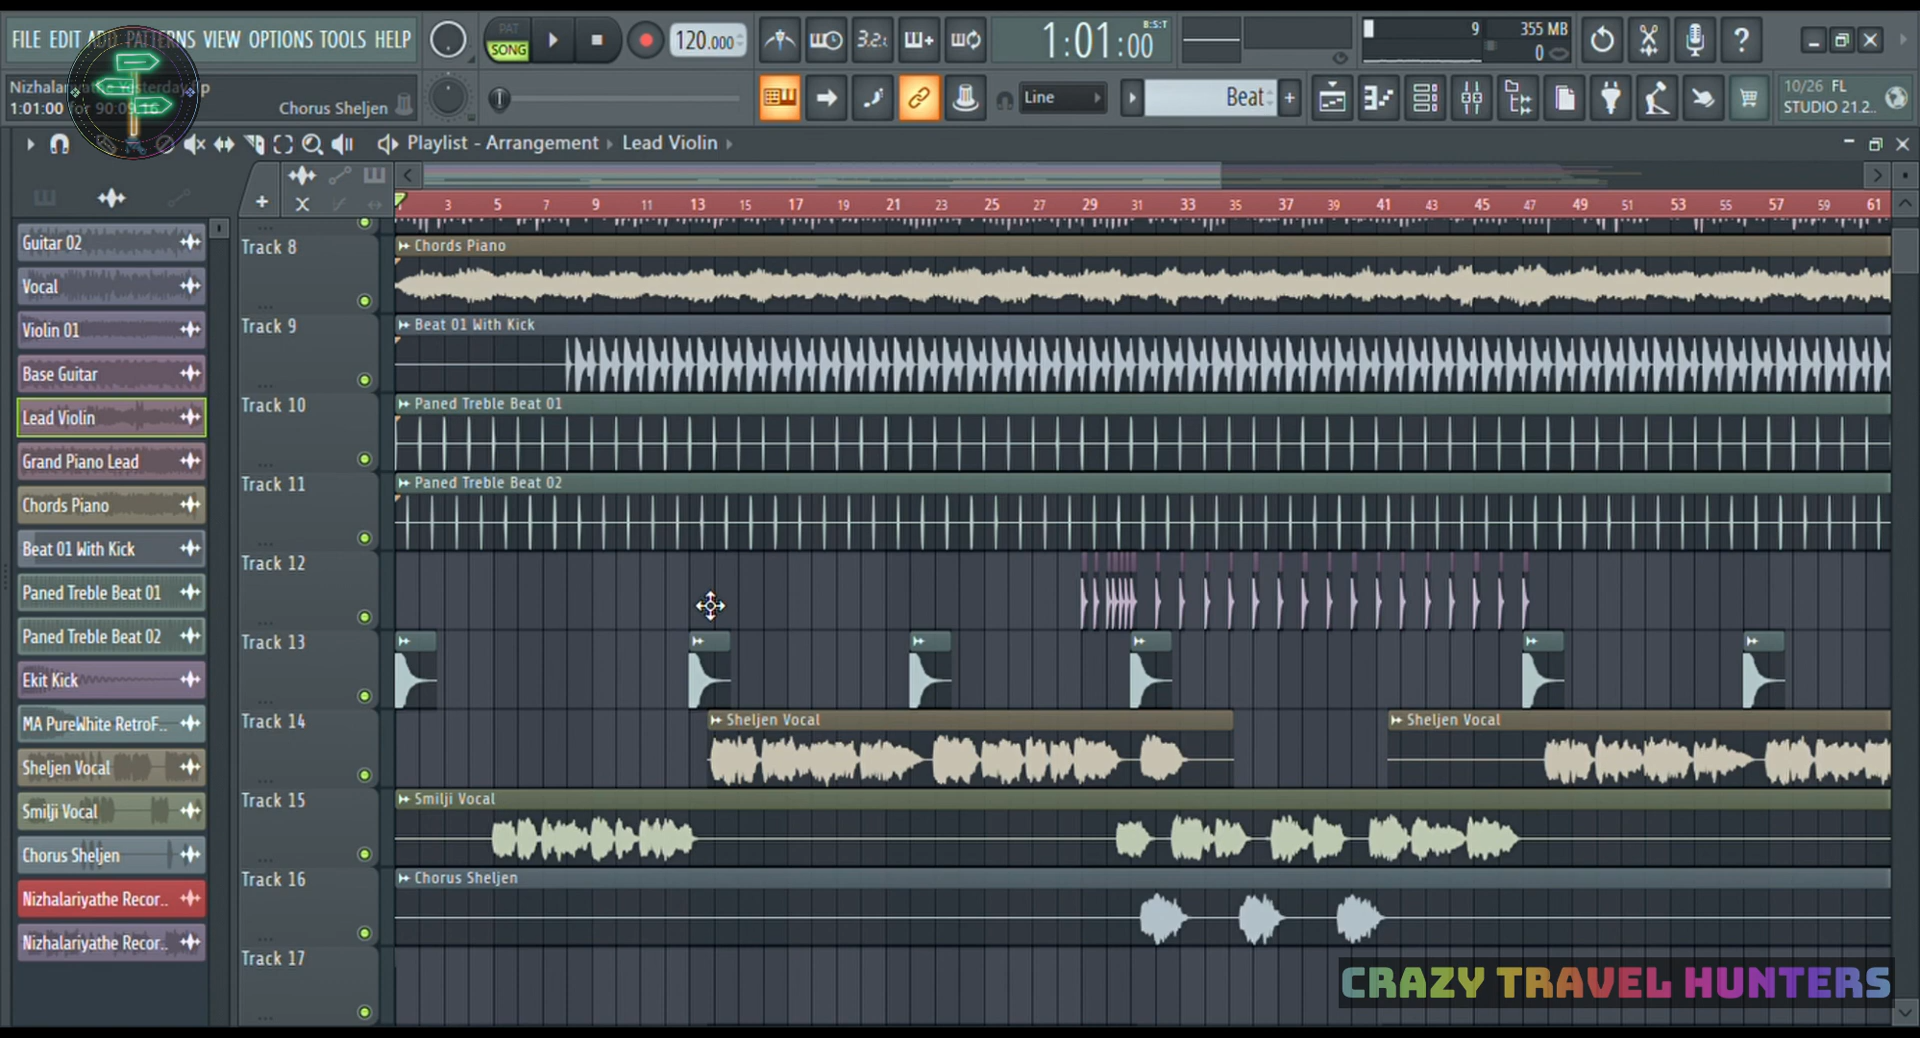 FILE EDIT ADD PATTERNS VIEW OPTIONS TOOLS HELP
PAT
SONG
120.000
3.2.1
1:01:00
B:S:T
9
355 MB
0
1:01:00 for 90:09:16
Chorus Sheljen
Line
Beat
10/26 FL
STUDIO 21.2..
Playlist - Arrangement Lead Violin
3 5 7 9 11 13 15 17 19 21 23 25 27 29 31 33 35 37 39 41 43 45 47 49 51 53 55 57 59 61
Guitar 02
Vocal
Violin 01
Base Guitar
Lead Violin
Grand Piano Lead
Chords Piano
Beat 01 With Kick
Paned Treble Beat 01
Paned Treble Beat 02
Ekit Kick
MA PureWhite RetroF..
Sheljen Vocal
Smilji Vocal
Chorus Sheljen
Nizhalariyathe Recor..
Nizhalariyathe Recor..
Track 8
Chords Piano
Track 9
Beat 01 With Kick
Track 10
Paned Treble Beat 01
Track 11
Paned Treble Beat 02
Track 12
Track 13
Track 14
Sheljen Vocal
Sheljen Vocal
Track 15
Smilji Vocal
Track 16
Chorus Sheljen
Track 17
CRAZY TRAVEL HUNTERS